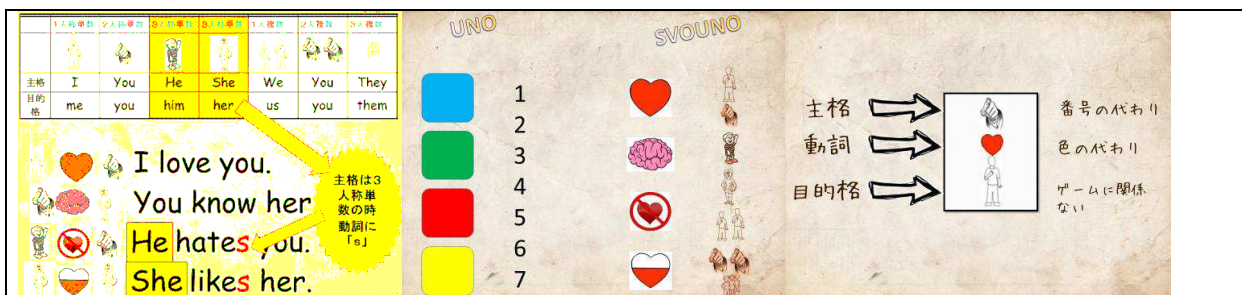 1人称単数 2人称単数 3人称単数 3人称単数 1人複数 2人複数 3人複数
主格 I You He She We You They
目的格 me you him her us you them
I love you.
You know her
He hates you.
She likes her.
主格は3
人称単
数の時
動詞に
「s」
UNO
1
2
3
4
5
6
7
SVOUNO
主格
動詞
目的格
番号の代わり
色の代わり
ゲームに関係
ない